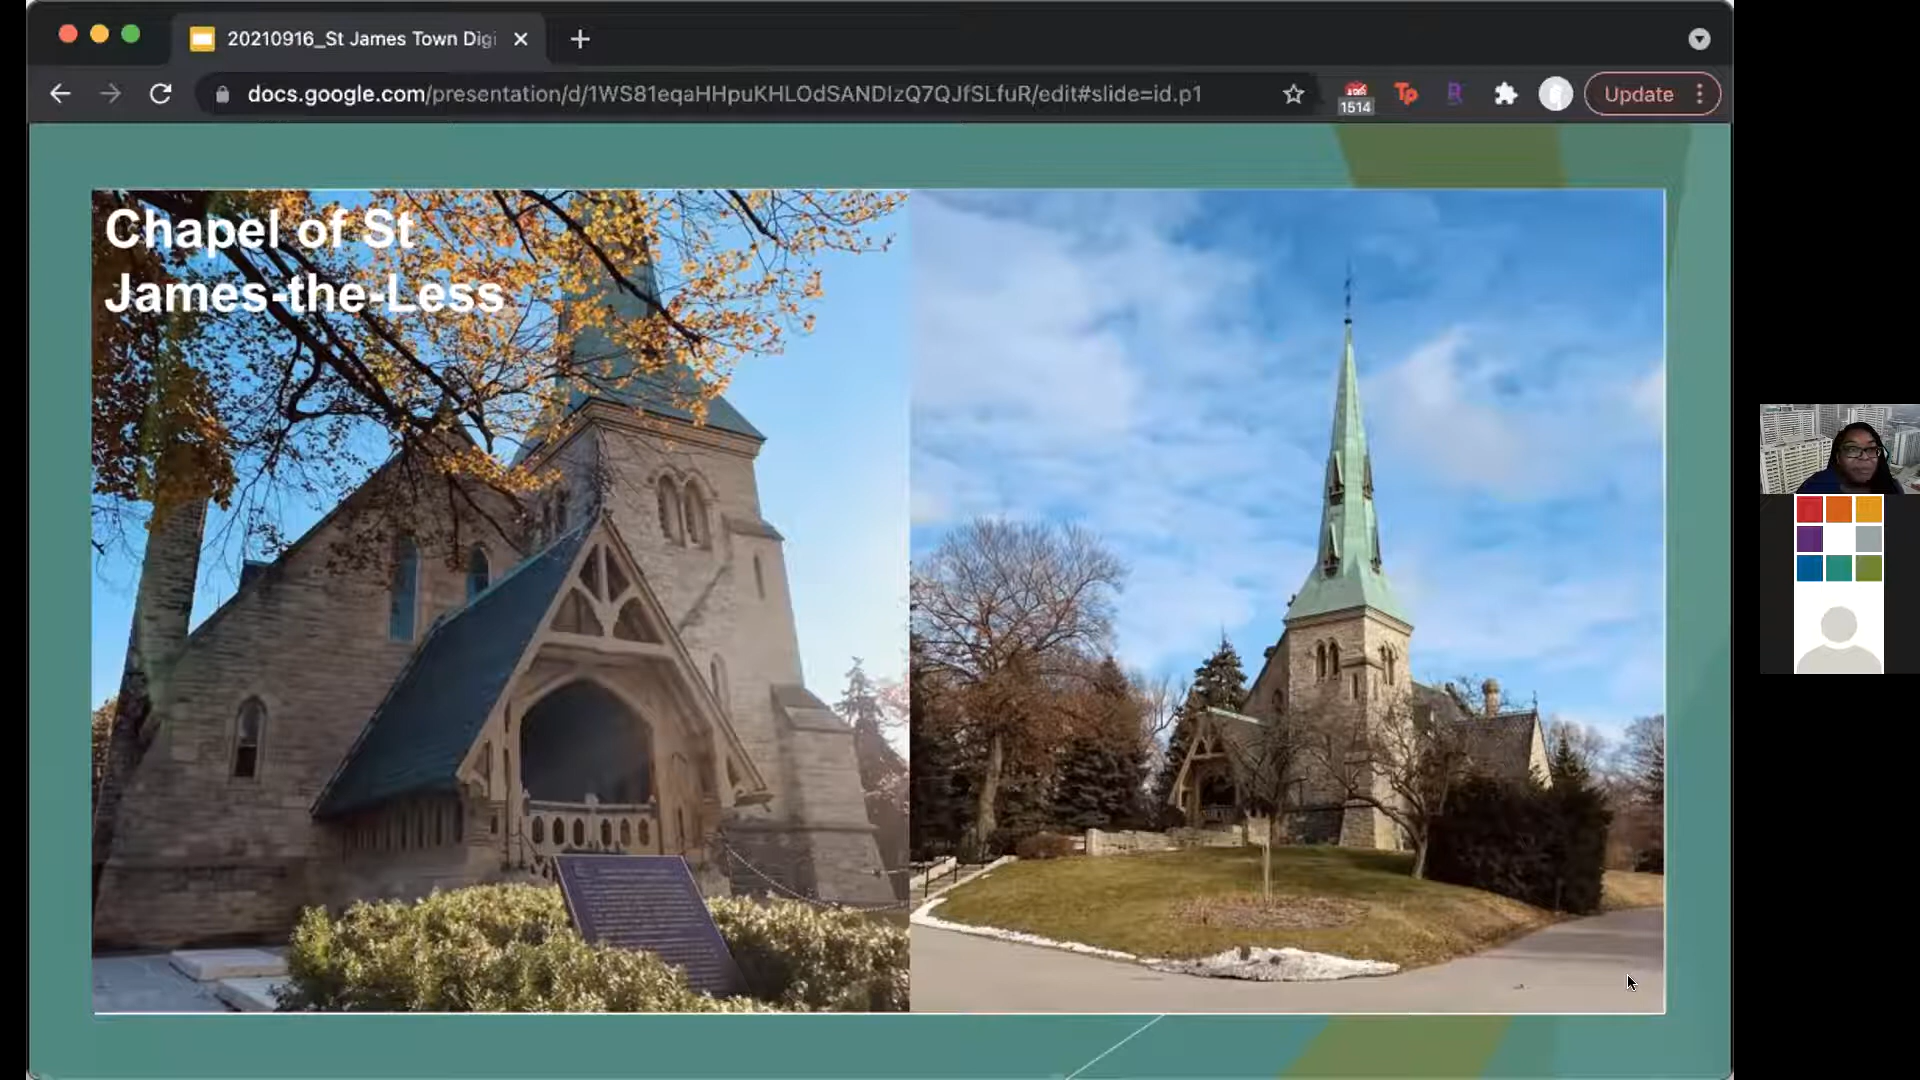 20210916_St James Town Digi
docs.google.com/presentation/d/1WS81eqaHHpuKHLOdSANDIzQ7QJfSLfuR/edit#slide=id.p1
1514
Tp
R
Update
Chapel of St
James-the-Less